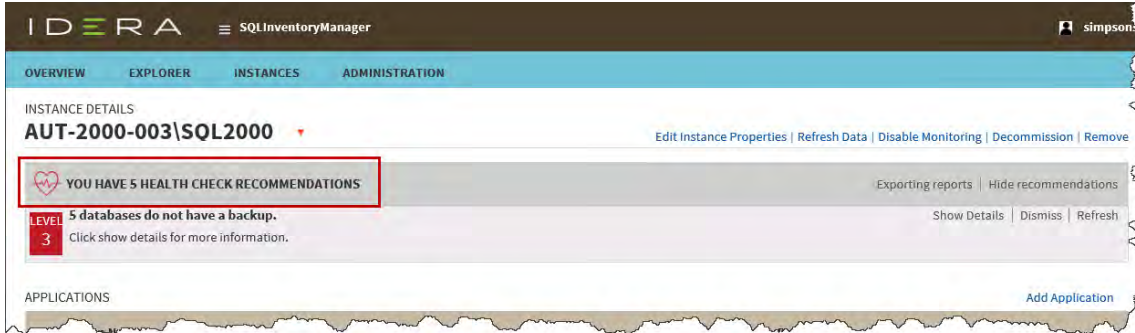 IDERA ≡ SQLInventoryManager simpson
OVERVIEW EXPLORER INSTANCES ADMINISTRATION
INSTANCE DETAILS
AUT-2000-003\SQL2000
Edit Instance Properties | Refresh Data | Disable Monitoring | Decommission | Remove
YOU HAVE 5 HEALTH CHECK RECOMMENDATIONS Exporting reports | Hide recommendations
LEVEL 3
5 databases do not have a backup. Show Details | Dismiss | Refresh
Click show details for more information.
APPLICATIONS Add Application